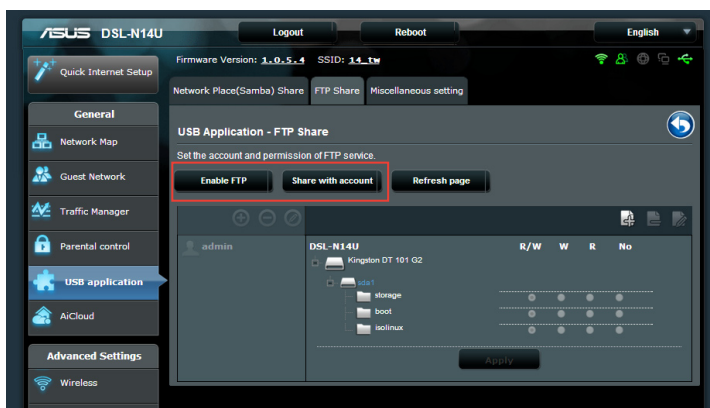 ASUS DSL-N14U
Logout
Reboot
English
Quick Internet Setup
Firmware Version: 1.0.5.4 SSID: 14_tw
Network Place(Samba) Share
FTP Share
Miscellaneous setting
General
Network Map
Guest Network
Traffic Manager
Parental control
USB application
AiCloud
Advanced Settings
Wireless
USB Application - FTP Share
Set the account and permission of FTP service.
Enable FTP
Share with account
Refresh page
admin
DSL-N14U R/W W R No
Kingston DT 101 G2
sda1
storage
boot
isolinux
Apply